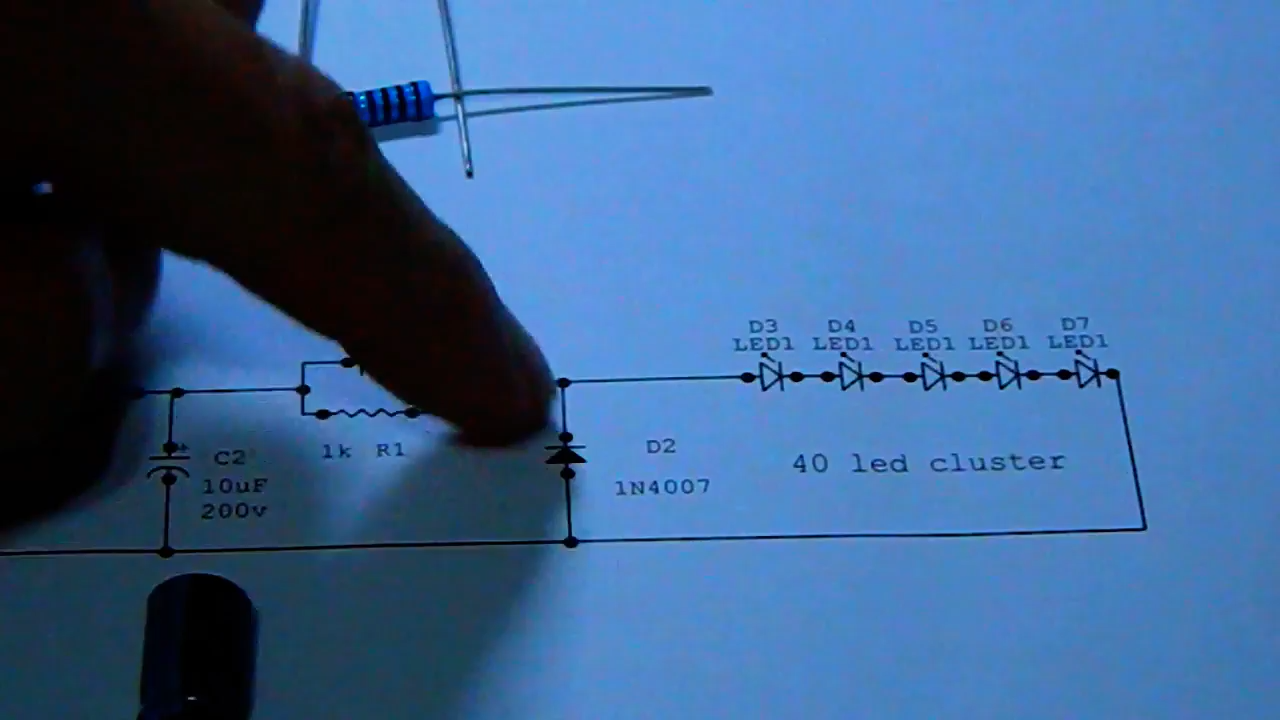 D3 D4 D5 D6 D7
LED1 LED1 LED1 LED1 LED1
1k R1
D2
1N4007
40 led cluster
C2
10uF
200v
+